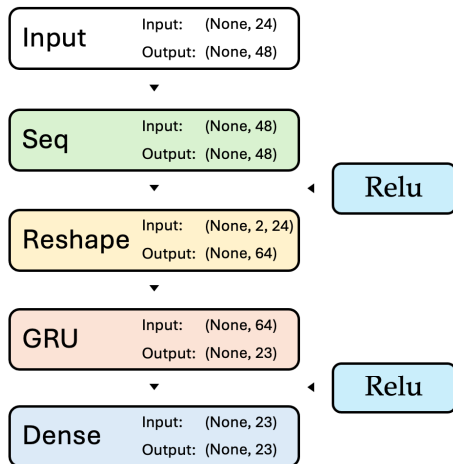 Input
Input: (None, 24)
Output: (None, 48)
Seq
Input: (None, 48)
Output: (None, 48)
Relu
Reshape
Input: (None, 2, 24)
Output: (None, 64)
GRU
Input: (None, 64)
Output: (None, 23)
Relu
Dense
Input: (None, 23)
Output: (None, 23)